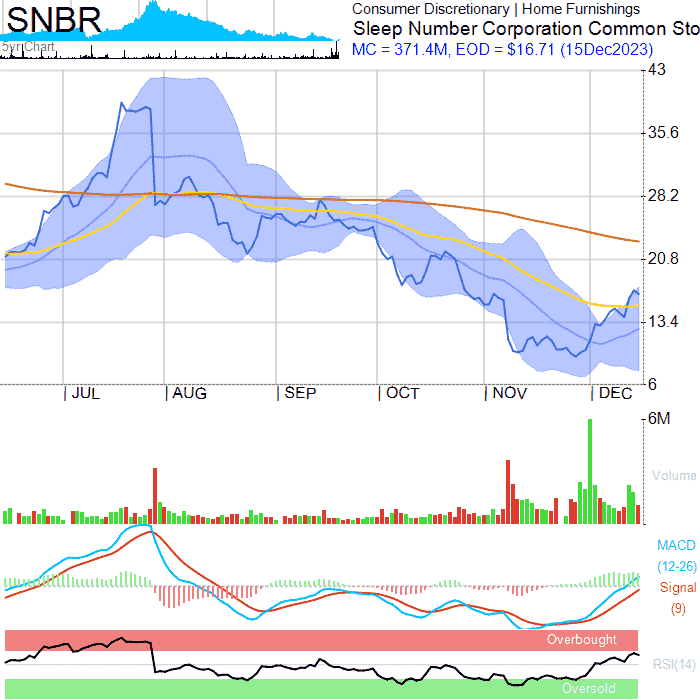 SNBR
5yr Chart
Consumer Discretionary | Home Furnishings
Sleep Number Corporation Common Sto
MC = 371.4M, EOD = $16.71 (15Dec2023)
43
35.6
28.2
20.8
13.4
6
| JUL
| AUG
| SEP
| OCT
| NOV
| DEC
6M
Volume
MACD
(12-26)
Signal
(9)
Overbought
RSI(14)
Oversold